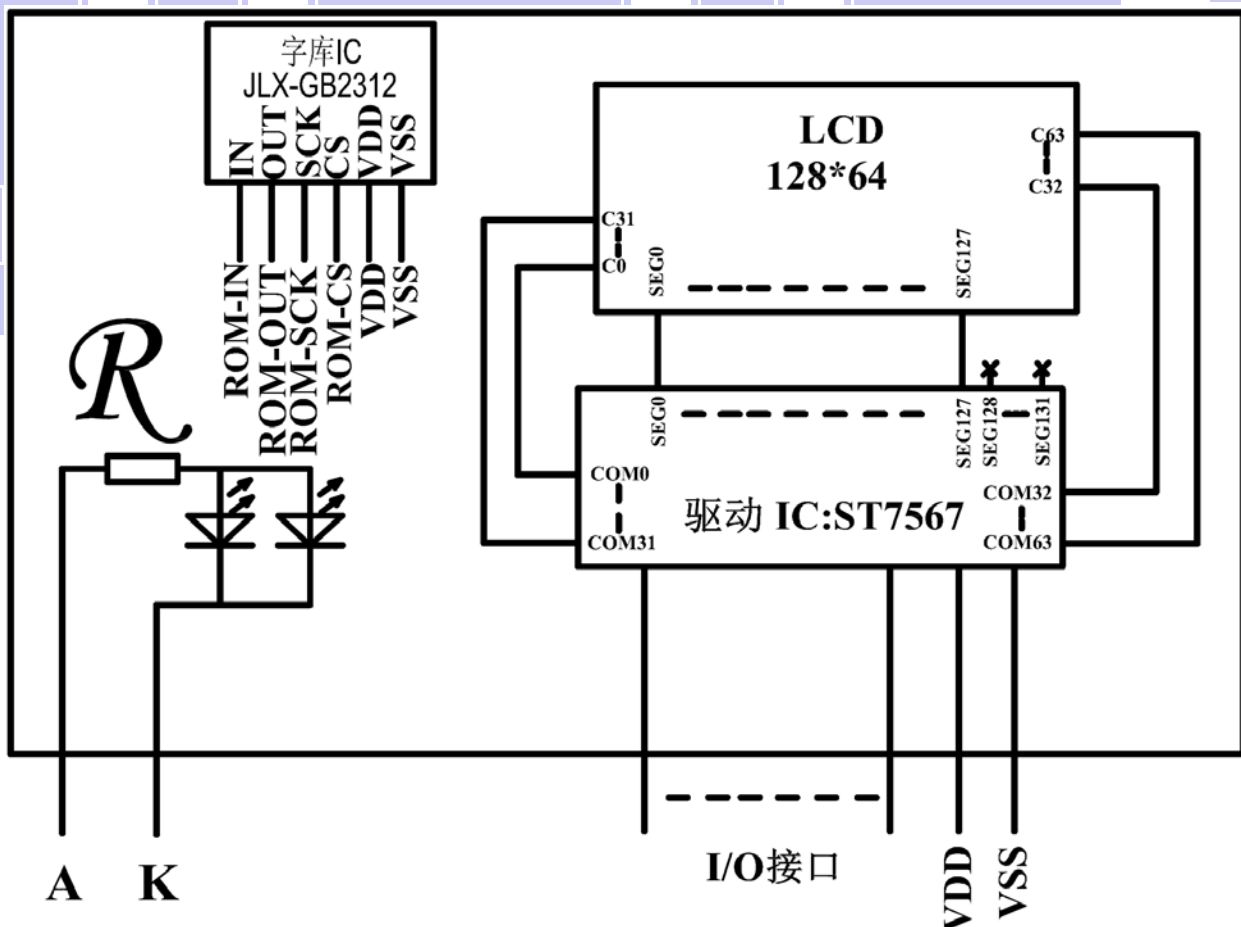 字库IC
JLX-GB2312
IN
OUT
SCK
CS
VDD
VSS
ROM-IN
ROM-OUT
ROM-SCK
ROM-CS
VDD
VSS
R
A
K
LCD
128*64
C63
C32
C31
C0
SEG0
SEG127
SEG0
SEG127
SEG128
SEG131
COM0
COM31
驱动 IC:ST7567
COM32
COM63
I/O接口
VDD
VSS